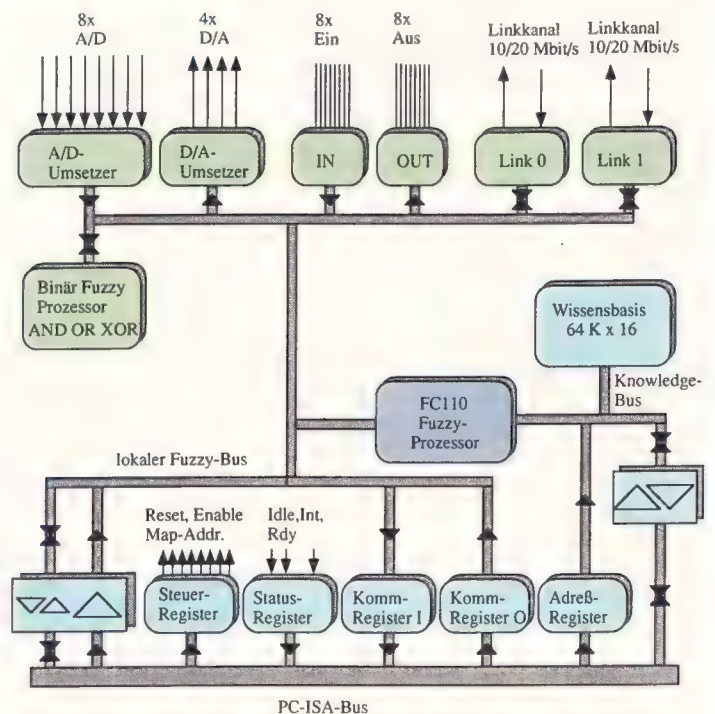 8x
A/D
4x
D/A
8x
Ein
8x
Aus
Linkkanal
10/20 Mbit/s
Linkkanal
10/20 Mbit/s
A/D-
Umsetzer
D/A-
Umsetzer
IN
OUT
Link 0
Link 1
Binär Fuzzy
Prozessor
AND OR XOR
Wissensbasis
64 K x 16
Knowledge-
Bus
FC110
Fuzzy-
Prozessor
lokaler Fuzzy-Bus
Reset, Enable
Map-Addr.
Idle,Int,
Rdy
Steuer-
Register
Status-
Register
Komm-
Register I
Komm-
Register O
Adreß-
Register
PC-ISA-Bus